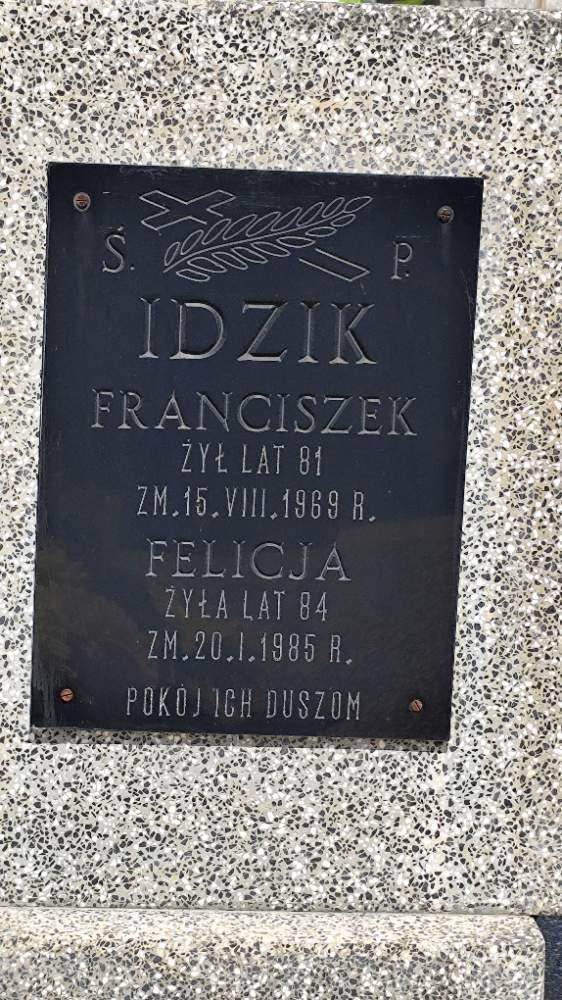 Ś. P.
IDZIK
FRANCISZEK
ŻYŁ LAT 81
ZM. 15. VIII. 1969 R.
FELICJA
ŻYŁA LAT 84
ZM. 20. I. 1985 R.
POKÓJ ICH DUSZOM